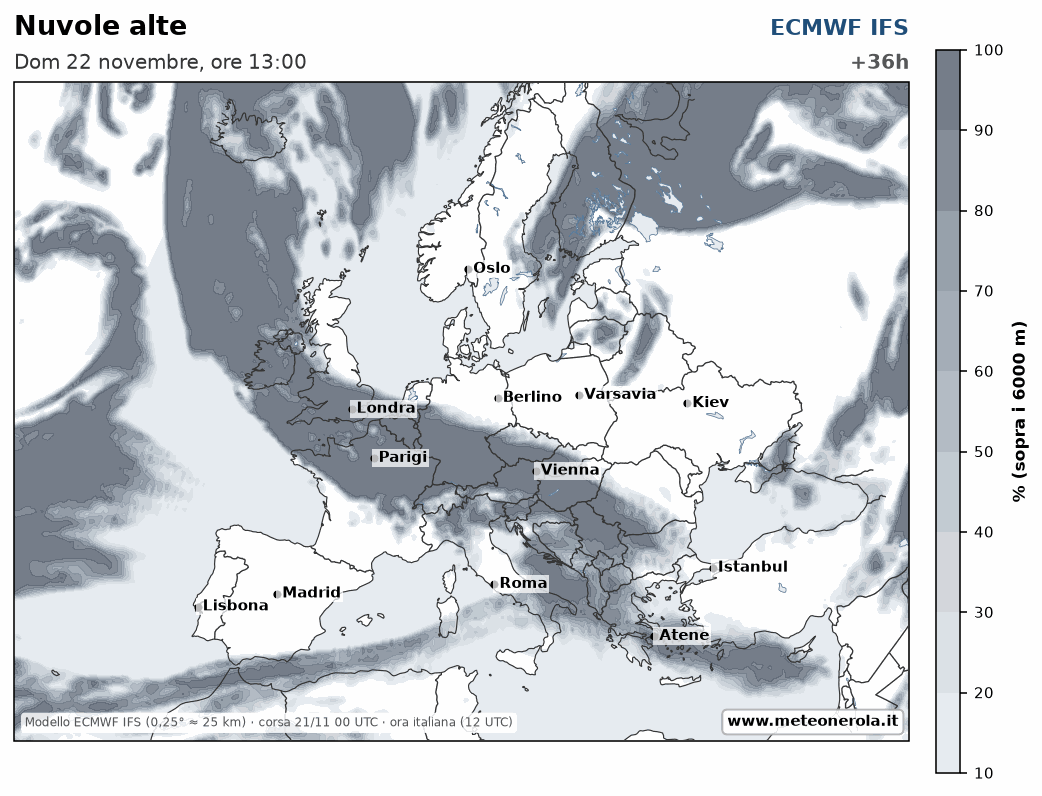 Nuvole alte
ECMWF IFS
Dom 22 novembre, ore 13:00
+36h
100
90
80
70
60
50
40
30
20
10
% (sopra i 6000 m)
Oslo
Berlino
Varsavia
Kiev
Londra
Parigi
Vienna
Istanbul
Roma
Madrid
Lisbona
Atene
Modello ECMWF IFS (0,25° ≈ 25 km) · corsa 21/11 00 UTC · ora italiana (12 UTC)
www.meteonerola.it